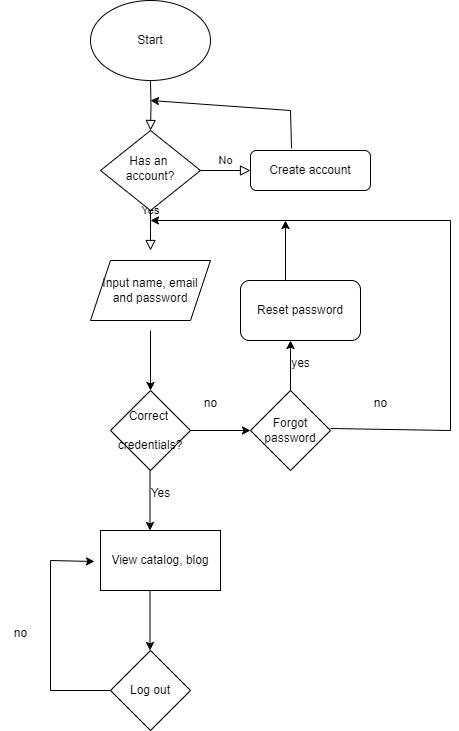 Start
Has an
account?
No
Create account
Yes
Input name, email
and password
Reset password
yes
Correct
credentials?
no
Forgot
password
no
Yes
View catalog, blog
no
Log out